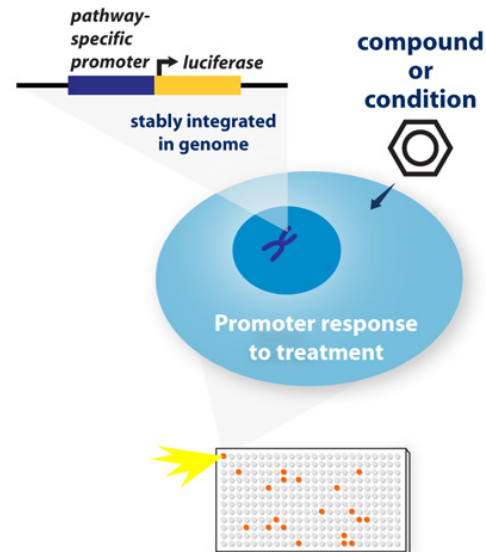 pathway-
specific
promoter
luciferase
stably integrated
in genome
compound
or
condition
Promoter response
to treatment